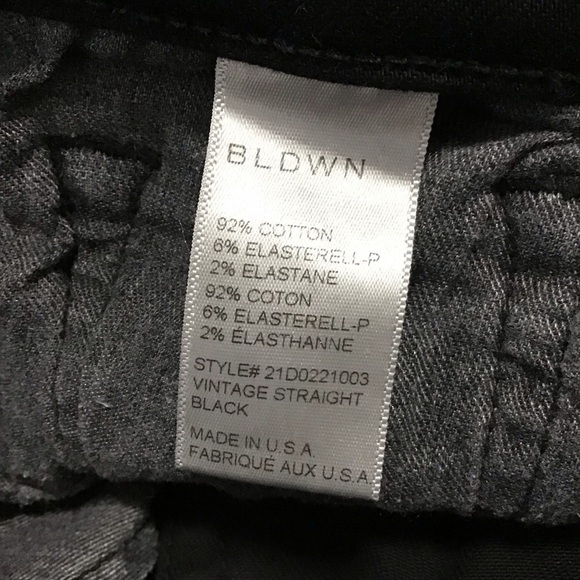 BLDWN
92% COTTON
6% ELASTERELL-P
2% ELASTANE
92% COTON
6% ELASTERELL-P
2% ÉLASTHANNE
STYLE# 21D0221003
VINTAGE STRAIGHT
BLACK
MADE IN U.S.A.
FABRIQUÉ AUX U.S.A